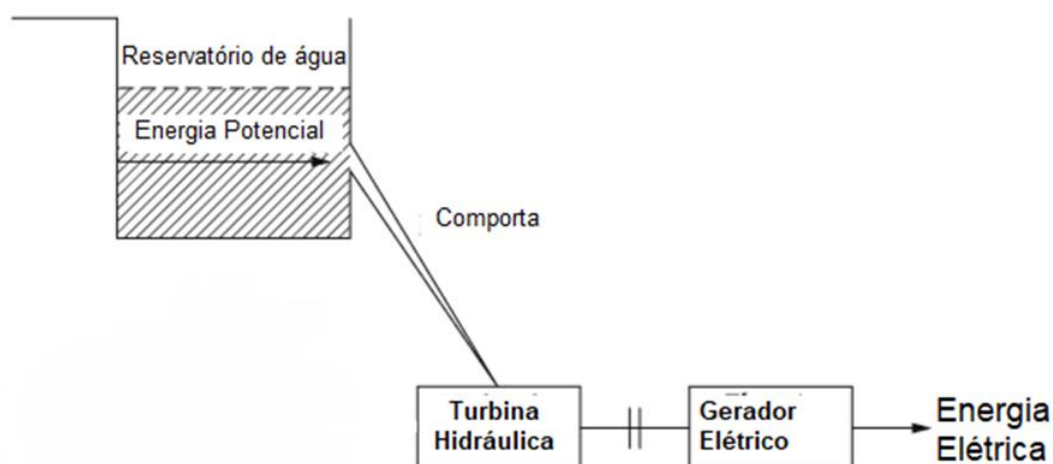 Reservatório de água
Energia Potencial
Comporta
Turbina
Hidráulica
Gerador
Elétrico
Energia
Elétrica